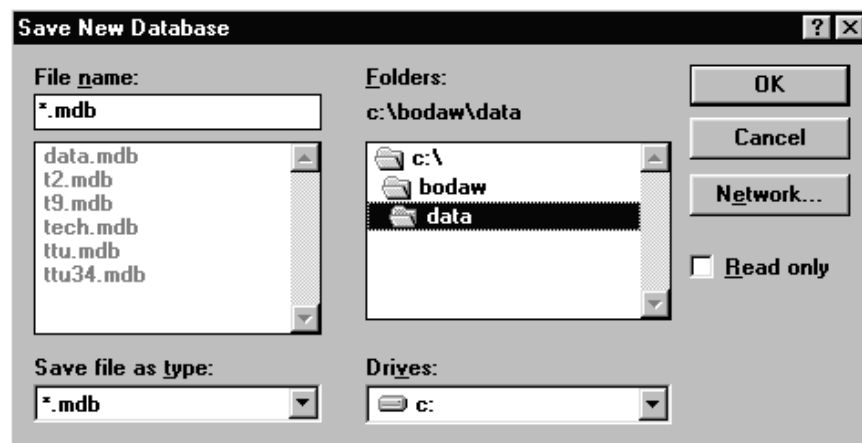 Save New Database
File name:
*.mdb
data.mdb
t2.mdb
t9.mdb
tech.mdb
ttu.mdb
ttu34.mdb
Save file as type:
*.mdb
Folders:
c:\bodaw\data
c:\
bodaw
data
Drives:
c:
OK
Cancel
Network...
Read only